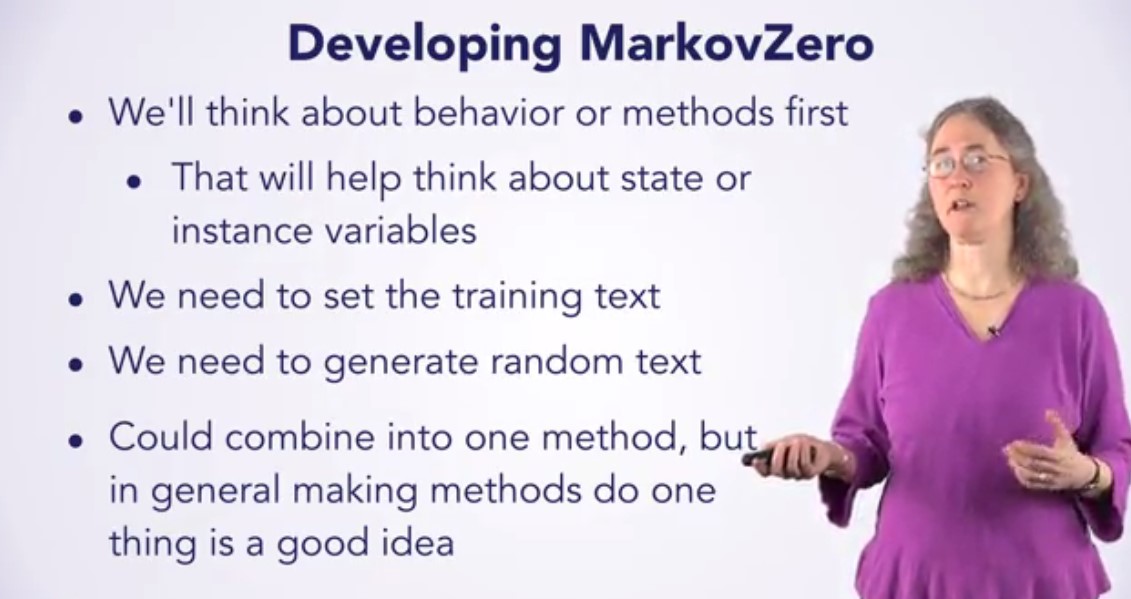 Developing MarkovZero
• We'll think about behavior or methods first
• That will help think about state or
instance variables
• We need to set the training text
• We need to generate random text
• Could combine into one method, but
in general making methods do one
thing is a good idea